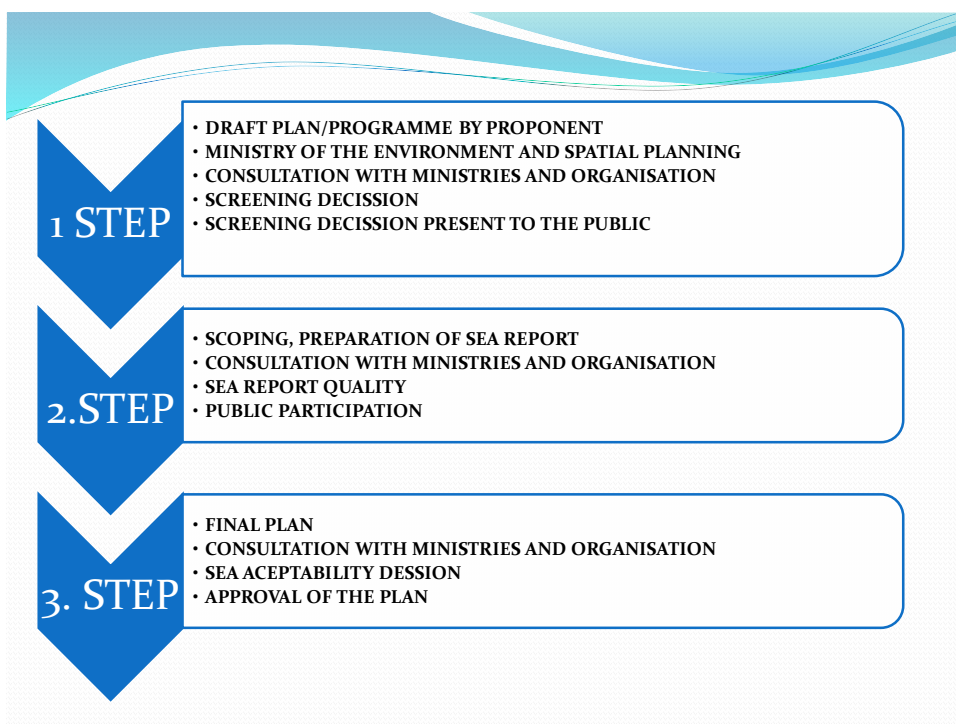 1 STEP
• DRAFT PLAN/PROGRAMME BY PROPONENT
• MINISTRY OF THE ENVIRONMENT AND SPATIAL PLANNING
• CONSULTATION WITH MINISTRIES AND ORGANISATION
• SCREENING DECISSION
• SCREENING DECISSION PRESENT TO THE PUBLIC
2.STEP
• SCOPING, PREPARATION OF SEA REPORT
• CONSULTATION WITH MINISTRIES AND ORGANISATION
• SEA REPORT QUALITY
• PUBLIC PARTICIPATION
3. STEP
• FINAL PLAN
• CONSULTATION WITH MINISTRIES AND ORGANISATION
• SEA ACEPTABILITY DESSION
• APPROVAL OF THE PLAN